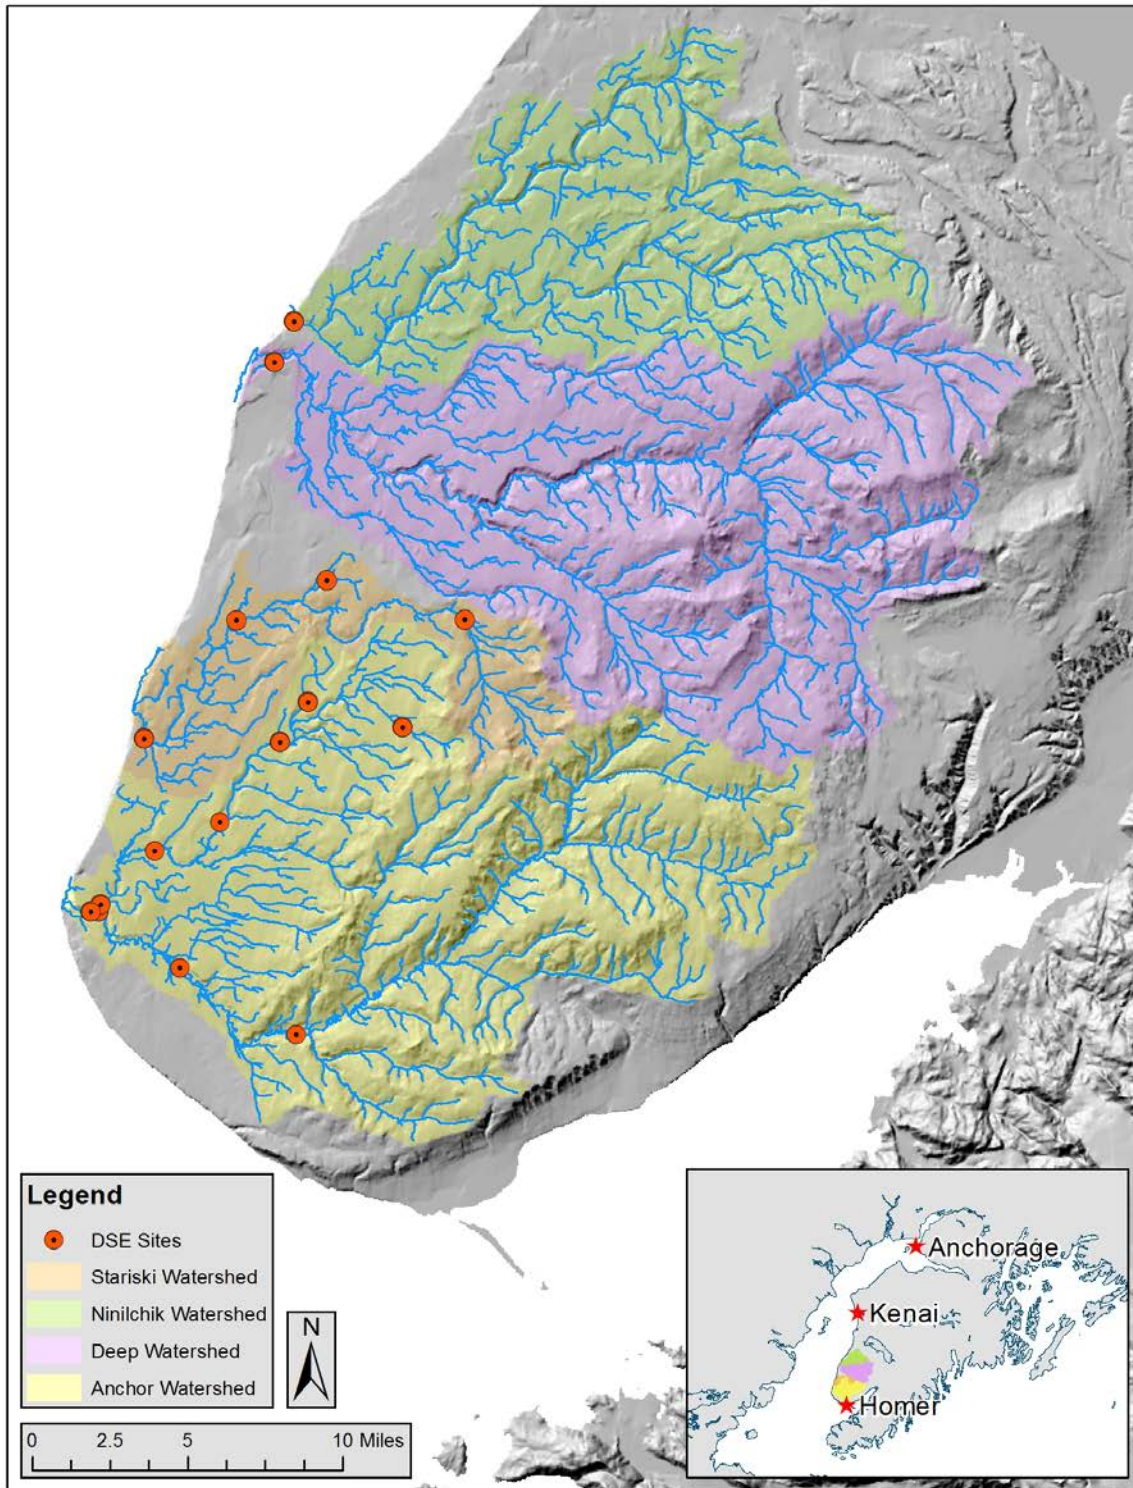 Legend
DSE Sites
Stariski Watershed
Ninilchik Watershed
Deep Watershed
Anchor Watershed
N
0 2.5 5 10 Miles
Anchorage
Kenai
Homer